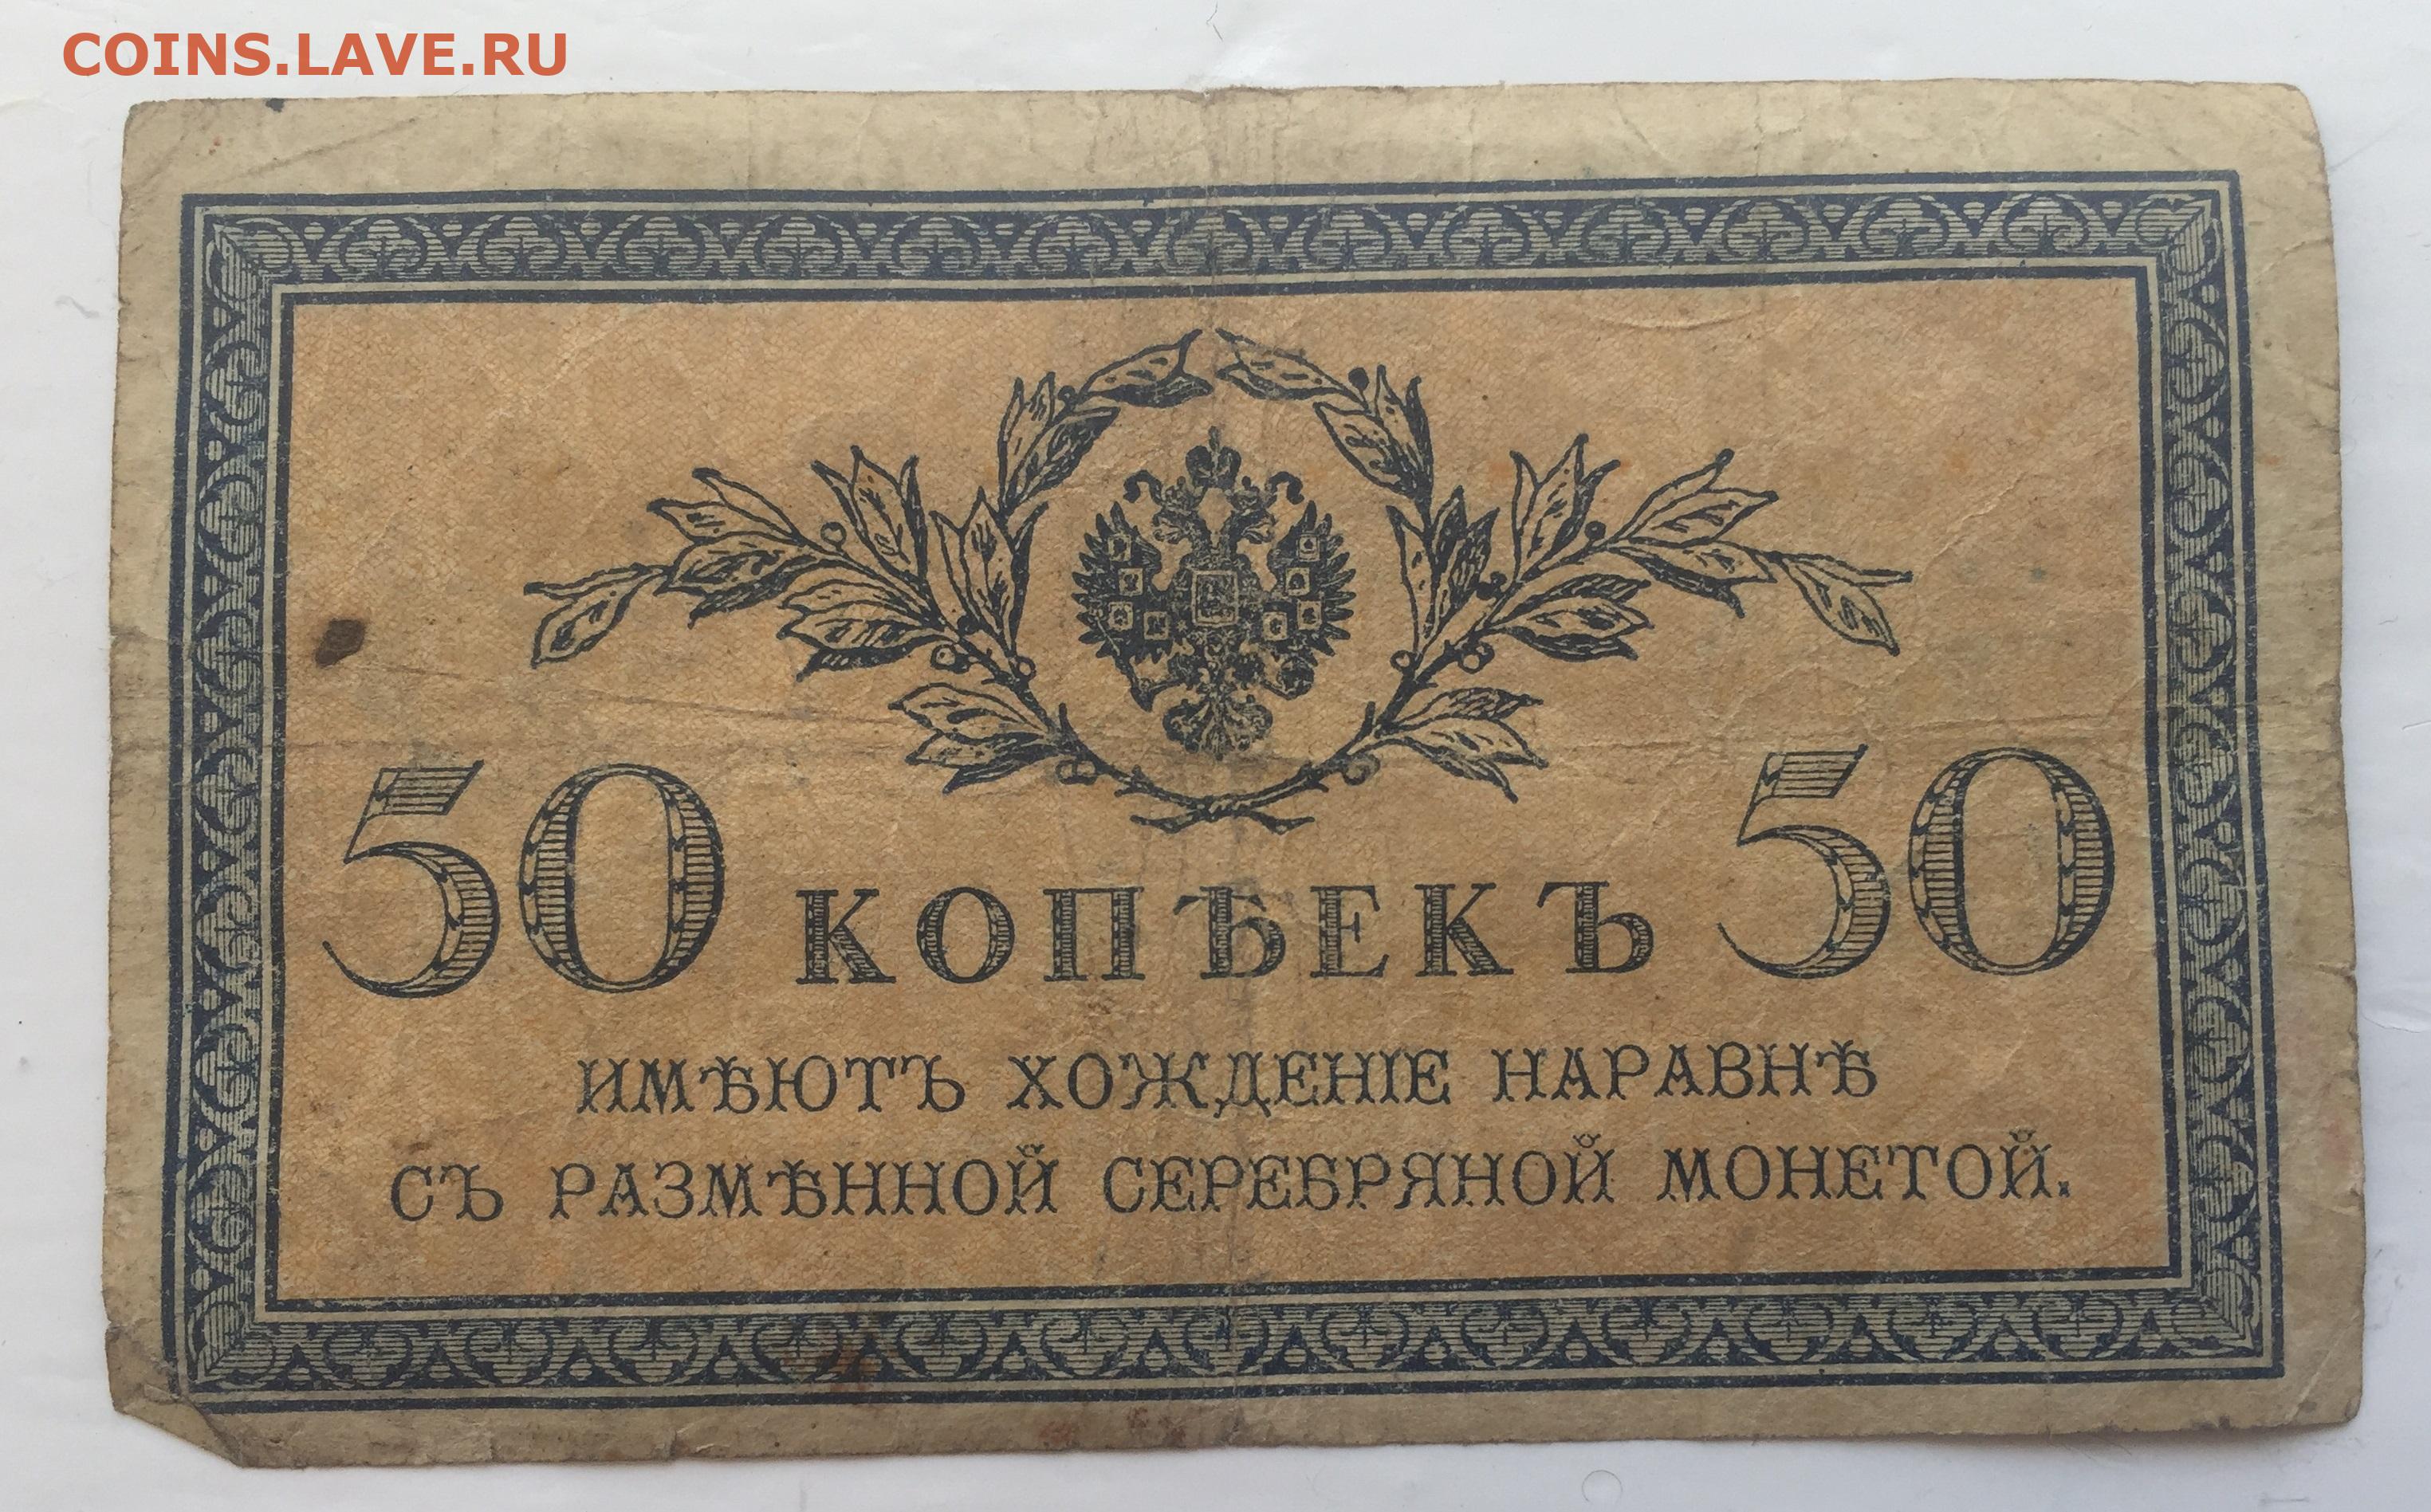 COINS.LAVE.RU
50 КОПѢЕКЪ 50
ИМѢЮТЪ ХОЖДЕНІЕ НАРАВНѢ
СЪ РАЗМѢННОЙ СЕРЕБРЯНОЙ МОНЕТОЙ.